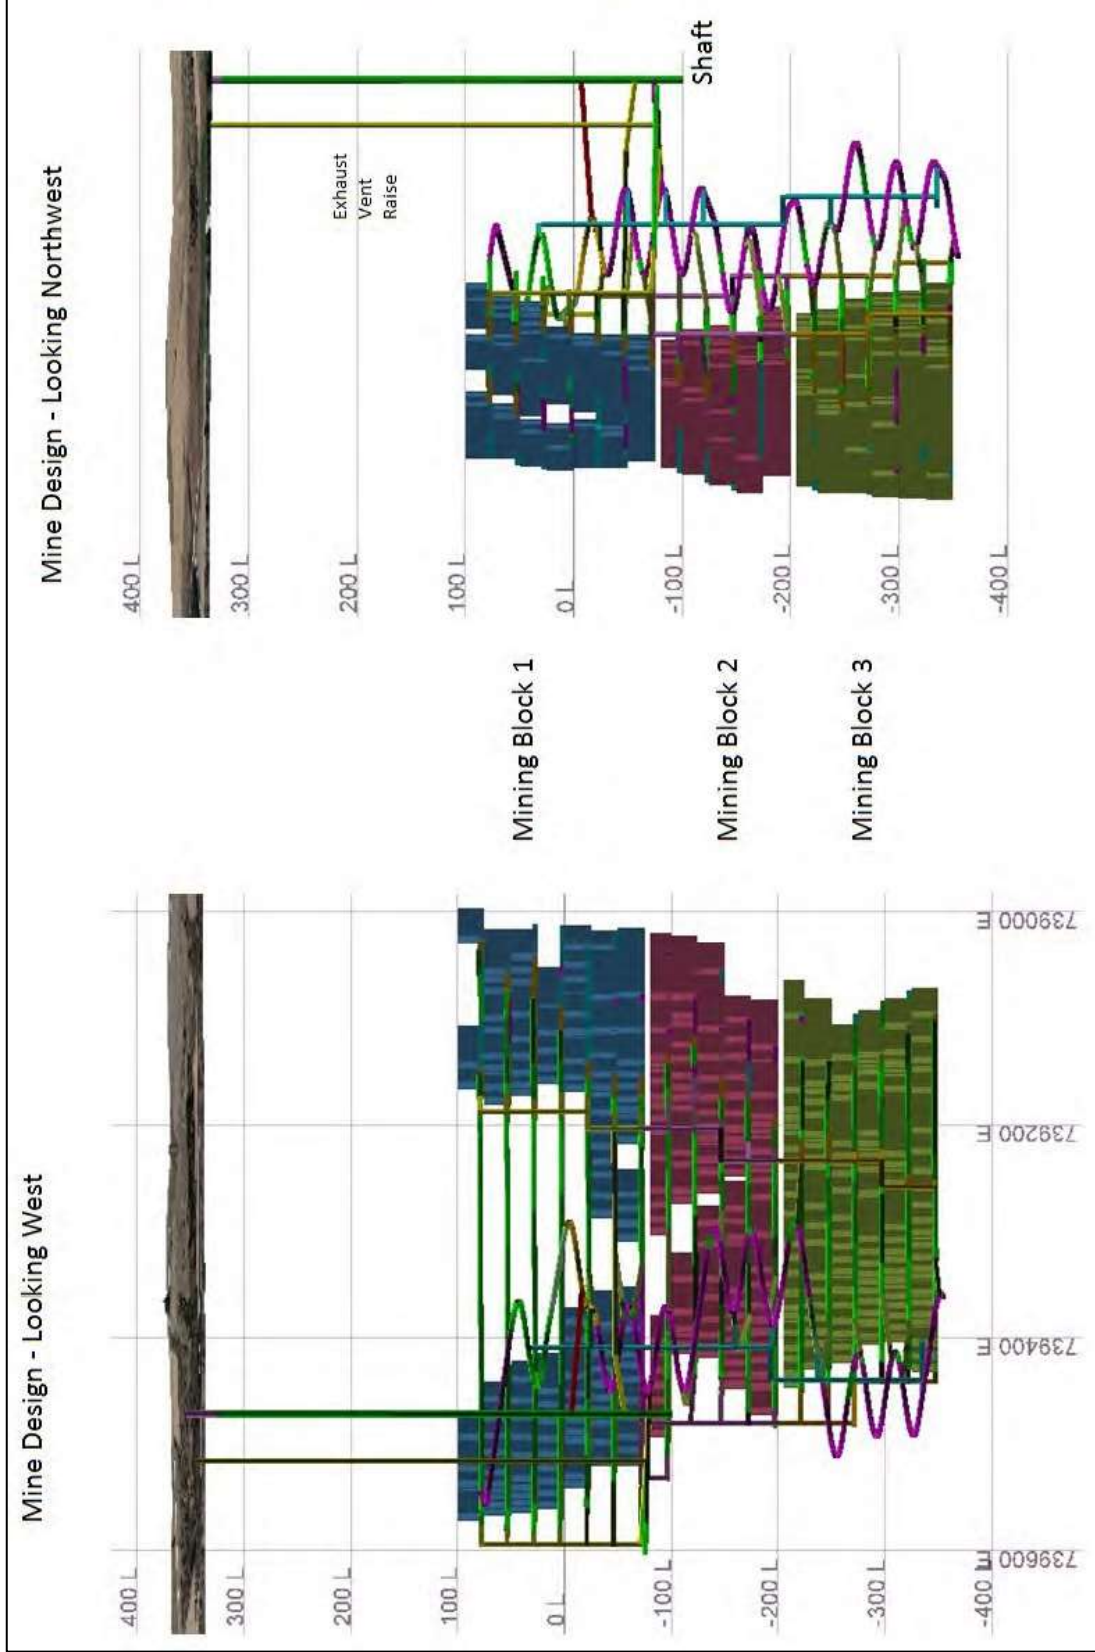 Mine Design - Looking West
400 L
300 L
200 L
100 L
0 L
-100 L
-200 L
-300 L
-400 L
739600 E
739400 E
739200 E
739000 E
Mining Block 1
Mining Block 2
Mining Block 3
Mine Design - Looking Northwest
400 L
300 L
200 L
100 L
0 L
-100 L
-200 L
-300 L
-400 L
Exhaust
Vent
Raise
Shaft